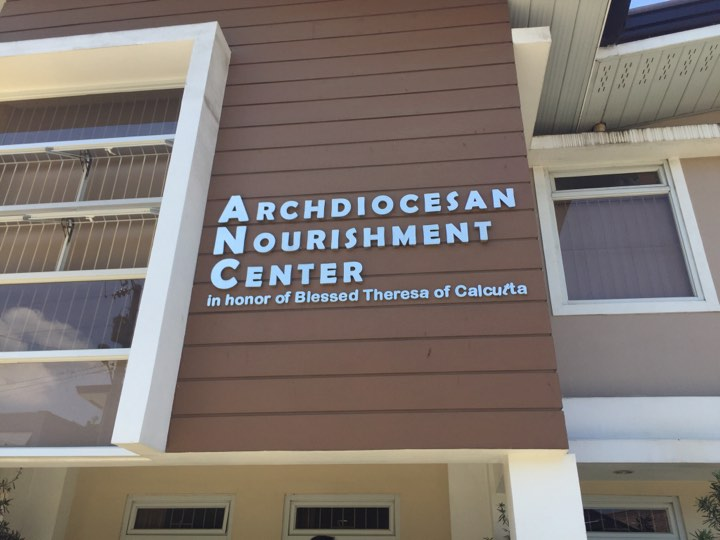 ARCHDIOCESAN
NOURISHMENT
CENTER
in honor of Blessed Theresa of Calcutta